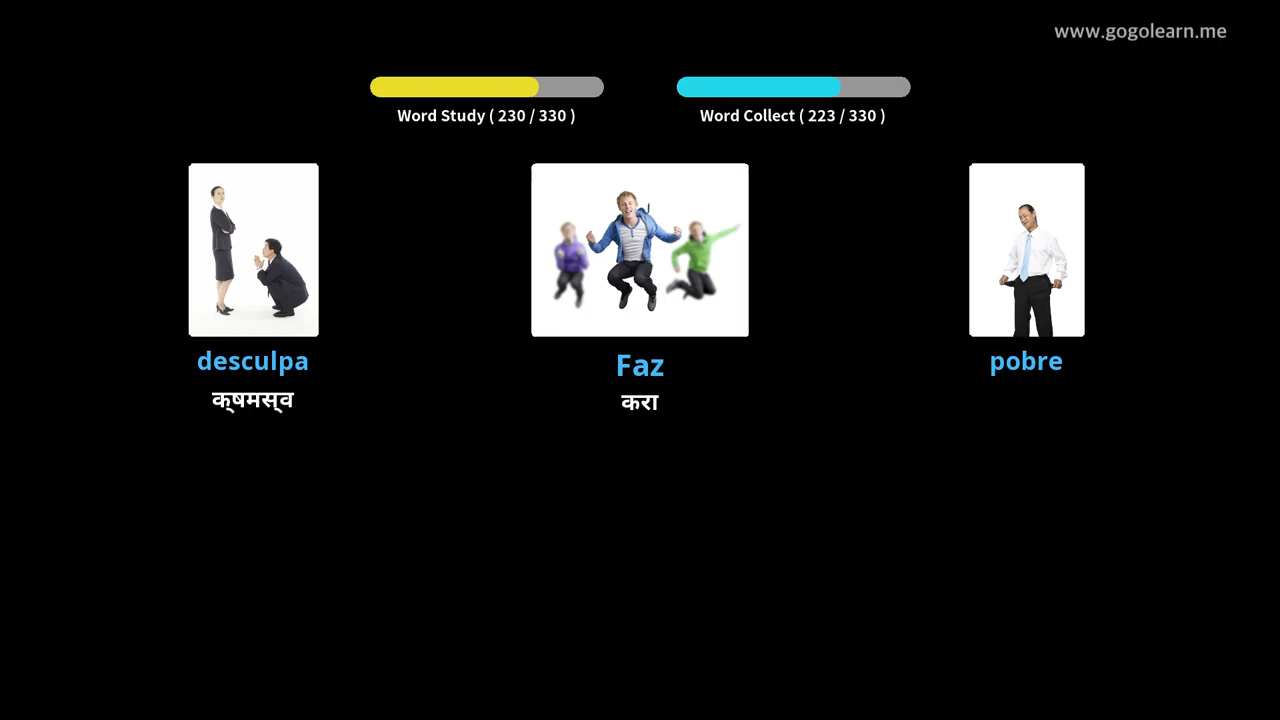 www.gogolearn.me
Word Study ( 230 / 330 )
Word Collect ( 223 / 330 )
desculpa
Faz
pobre
क्षमस्व
करा